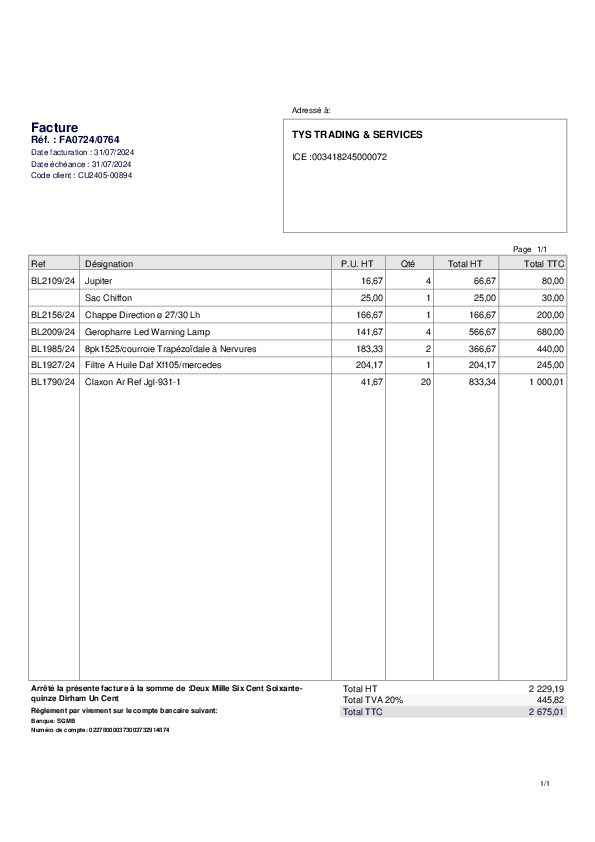 Adressé à:
Facture
Réf. : FA0724/0764
Date facturation : 31/07/2024
Date échéance : 31/07/2024
Code client : CU2405-00894
TYS TRADING & SERVICES
ICE :003418245000072
Page 1/1
Ref Désignation P.U. HT Qté Total HT Total TTC
BL2109/24 Jupiter 16,67 4 66,67 80,00
Sac Chiffon 25,00 1 25,00 30,00
BL2156/24 Chappe Direction ø 27/30 Lh 166,67 1 166,67 200,00
BL2009/24 Geropharre Led Warning Lamp 141,67 4 566,67 680,00
BL1985/24 8pk1525/courroie Trapézoïdale à Nervures 183,33 2 366,67 440,00
BL1927/24 Filtre A Huile Daf Xf105/mercedes 204,17 1 204,17 245,00
BL1790/24 Claxon Ar Ref Jgl-931-1 41,67 20 833,34 1 000,01
Arrêté la présente facture à la somme de :Deux Mille Six Cent Soixante-
quinze Dirham Un Cent
Règlement par virement sur le compte bancaire suivant:
Banque: SGMB
Numéro de compte: 022780000373003732914874
Total HT 2 229,19
Total TVA 20% 445,82
Total TTC 2 675,01
1/1